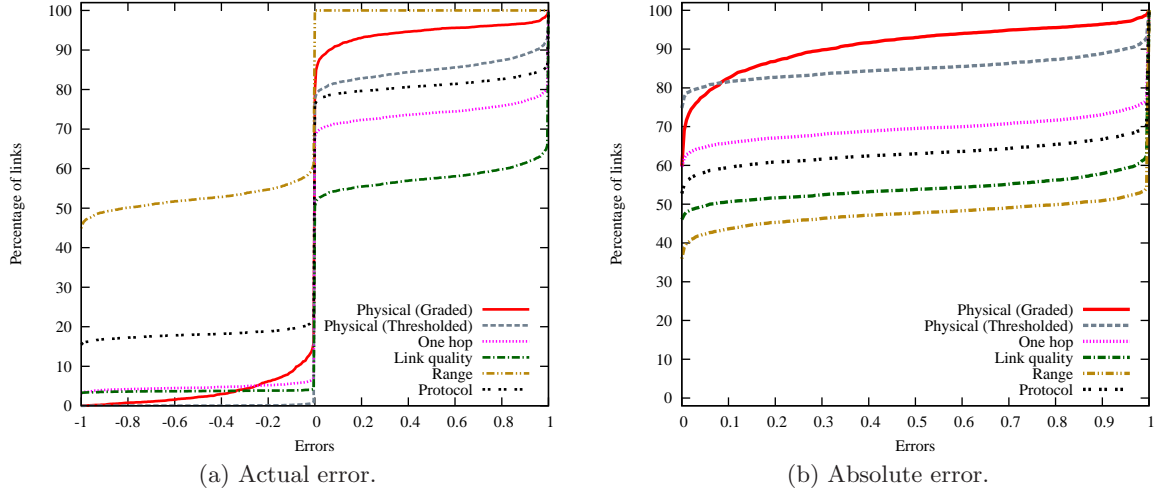 100
90
80
70
60
50
40
30
20
10
0
Percentage of links
-1 -0.8 -0.6 -0.4 -0.2 0 0.2 0.4 0.6 0.8 1
Errors
Physical (Graded)
Physical (Thresholded)
One hop
Link quality
Range
Protocol
(a) Actual error.
100
90
80
70
60
50
40
30
20
10
0
Percentage of links
0 0.1 0.2 0.3 0.4 0.5 0.6 0.7 0.8 0.9 1
Errors
Physical (Graded)
Physical (Thresholded)
One hop
Link quality
Range
Protocol
(b) Absolute error.